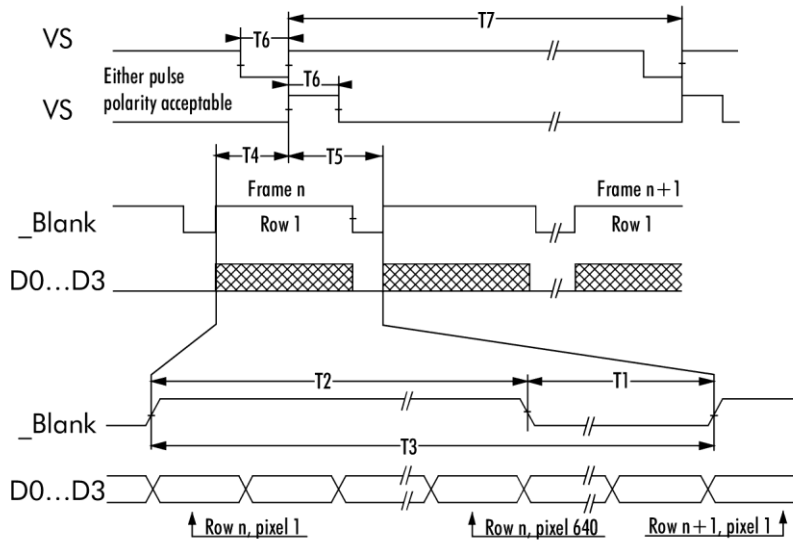 VS
T6
T7
Either pulse
polarity acceptable
T6
VS
T4
T5
Frame n
Frame n+1
_Blank
Row 1
Row 1
D0...D3
T2
T1
_Blank
T3
D0...D3
Row n, pixel 1
Row n, pixel 640
Row n+1, pixel 1